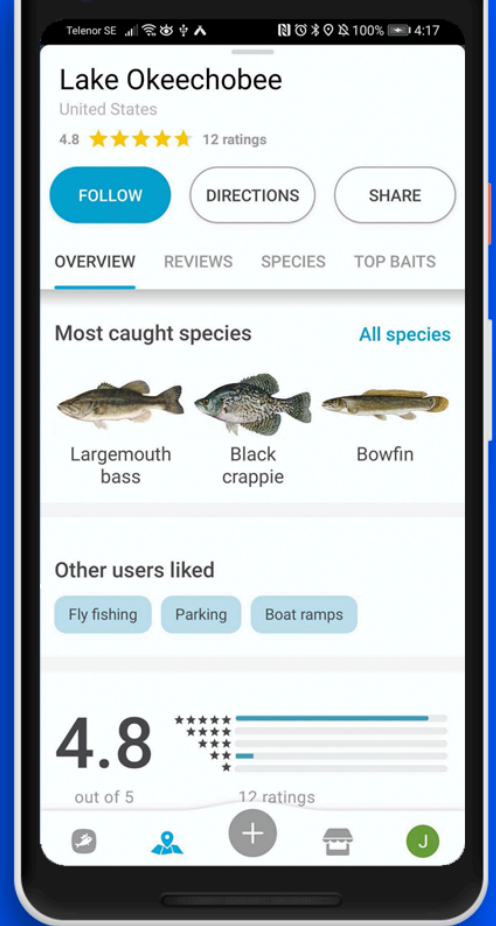 Telenor SE 100% 4:17
Lake Okeechobee
United States
4.8 12 ratings
FOLLOW DIRECTIONS SHARE
OVERVIEW REVIEWS SPECIES TOP BAITS
Most caught species All species
Largemouth Black Bowfin
bass crappie
Other users liked
Fly fishing Parking Boat ramps
4.8
out of 5 12 ratings
J